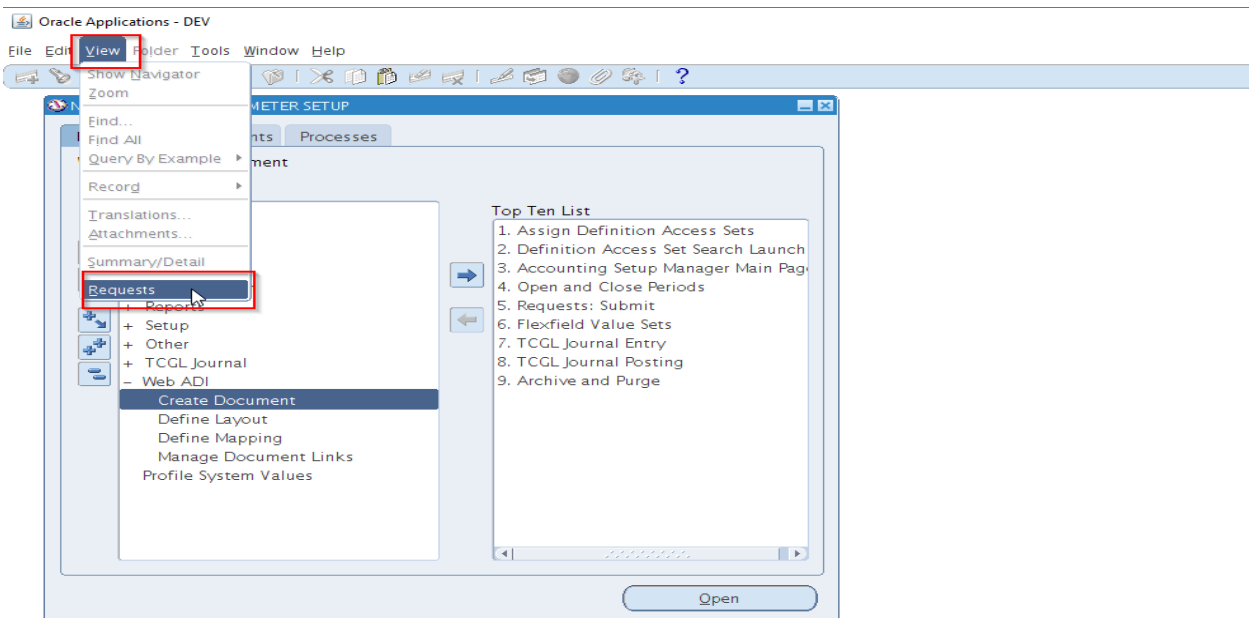 Oracle Applications - DEV
File Edit View Folder Tools Window Help
Show Navigator
Zoom
Find...
Find All
Query By Example
Record
Translations...
Attachments...
Summary/Detail
Requests
METER SETUP
nts Processes
ment
+ Reports
+ Setup
+ Other
+ TCGL Journal
– Web ADI
Create Document
Define Layout
Define Mapping
Manage Document Links
Profile System Values
Top Ten List
1. Assign Definition Access Sets
2. Definition Access Set Search Launch
3. Accounting Setup Manager Main Pag
4. Open and Close Periods
5. Requests: Submit
6. Flexfield Value Sets
7. TCGL Journal Entry
8. TCGL Journal Posting
9. Archive and Purge
Open